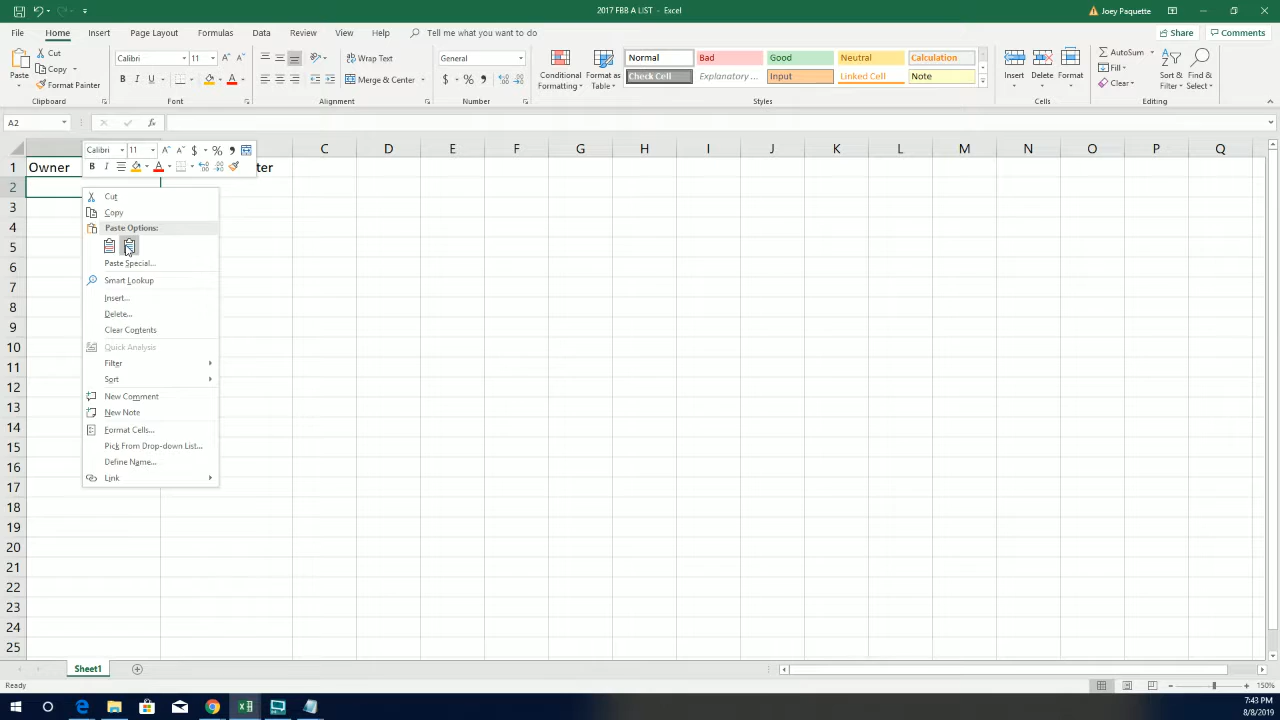 2017 FBB A LIST - Excel
Joey Paquette
File Home Insert Page Layout Formulas Data Review View Help Tell me what you want to do
Share Comments
Paste
Cut
Copy
Format Painter
Clipboard
Calibri 11
B I U
Font
Wrap Text
Merge & Center
Alignment
General
$ % ,
Number
Conditional Formatting
Format as Table
Normal Bad Good Neutral Calculation
Check Cell Explanatory ... Input Linked Cell Note
Styles
Insert Delete Format
Cells
AutoSum
Fill
Clear
Sort & Filter
Find & Select
Editing
A2
fx
C D E F G H I J K L M N O P Q
Calibri 11 $ % ,
B I
1 Owner ter
2
3
4
5
6
7
8
9
10
11
12
13
14
15
16
17
18
19
20
21
22
23
24
25
Cut
Copy
Paste Options:
Paste Special...
Smart Lookup
Insert...
Delete...
Clear Contents
Quick Analysis
Filter
Sort
New Comment
New Note
Format Cells...
Pick From Drop-down List...
Define Name...
Link
Sheet1
Ready
150%
7:43 PM
8/8/2019